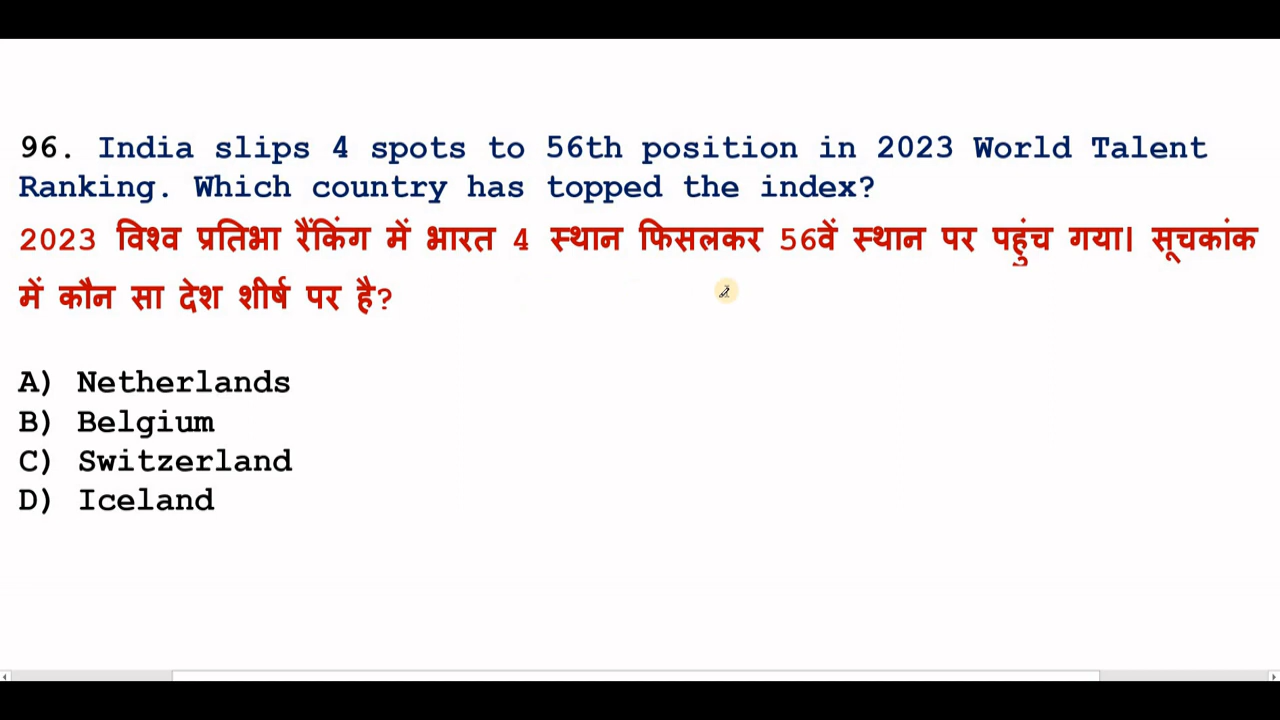 96. India slips 4 spots to 56th position in 2023 World Talent
Ranking. Which country has topped the index?
2023 विश्व प्रतिभा रैंकिंग में भारत 4 स्थान फिसलकर 56वें स्थान पर पहुंच गया। सूचकांक
में कौन सा देश शीर्ष पर है?
A) Netherlands
B) Belgium
C) Switzerland
D) Iceland